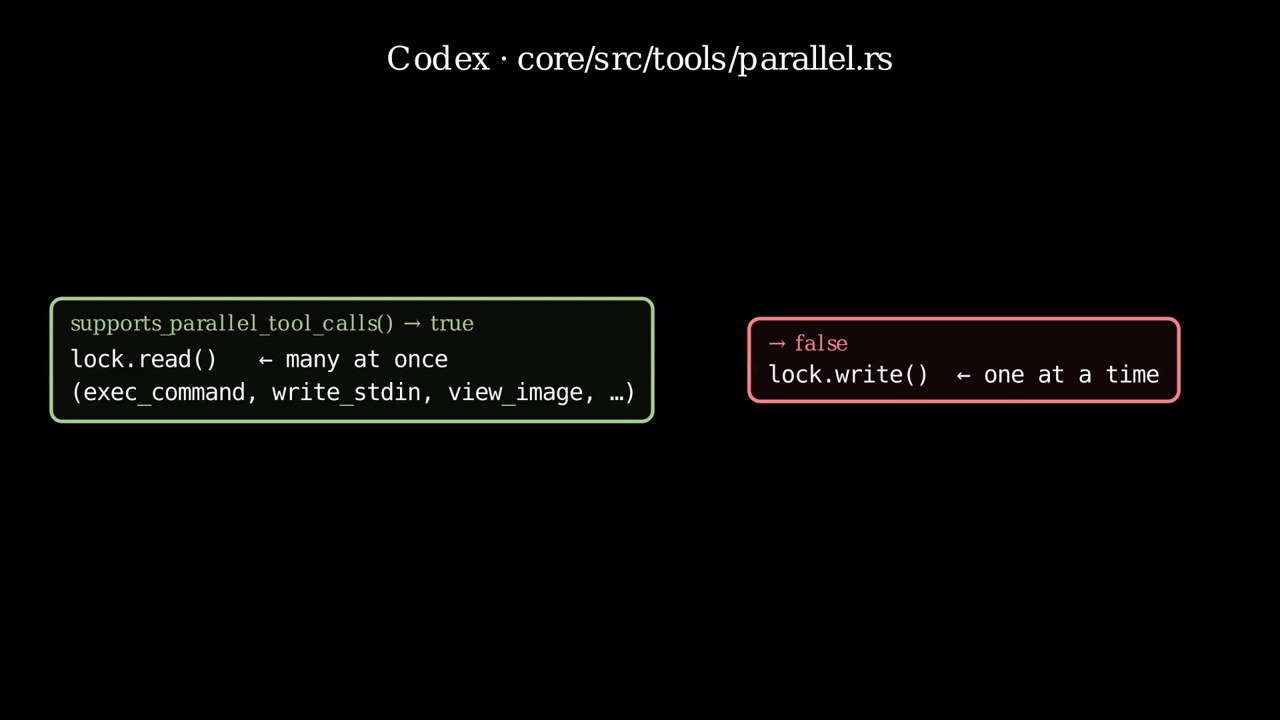 Codex · core/src/tools/parallel.rs
supports_parallel_tool_calls() → true
lock.read()   ← many at once
(exec_command, write_stdin, view_image, …)
→ false
lock.write()  ← one at a time